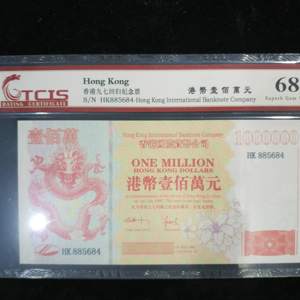 TCIS
RATING CERTIFICATE
Hong Kong
香港九七回归纪念票
S/N HK885684-Hong Kong International Banknote Company
港幣壹佰萬元
68
Superb Gem
壹佰萬
Hong Kong International Banknote Company
1000000
ONE MILLION
HONG KONG DOLLARS
港幣壹佰萬元
HK 885684
HK 885684